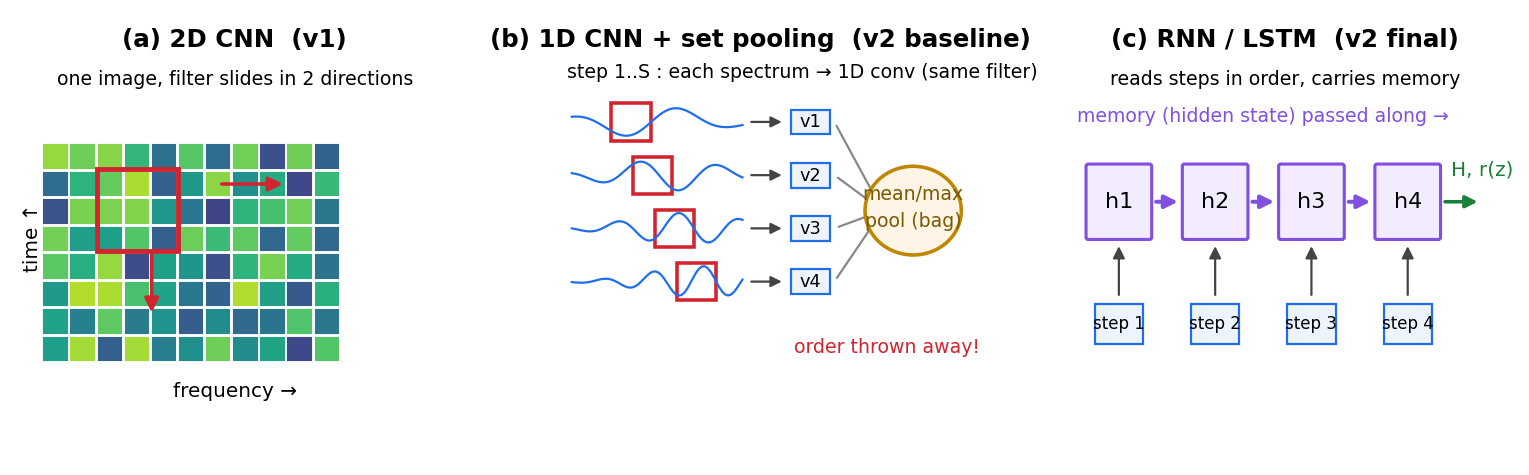 (a) 2D CNN (v1)
one image, filter slides in 2 directions
time ↑
frequency →
(b) 1D CNN + set pooling (v2 baseline)
step 1..S : each spectrum → 1D conv (same filter)
v1
v2
v3
v4
mean/max
pool (bag)
order thrown away!
(c) RNN / LSTM (v2 final)
reads steps in order, carries memory
memory (hidden state) passed along →
H, r(z)
h1
h2
h3
h4
step 1
step 2
step 3
step 4